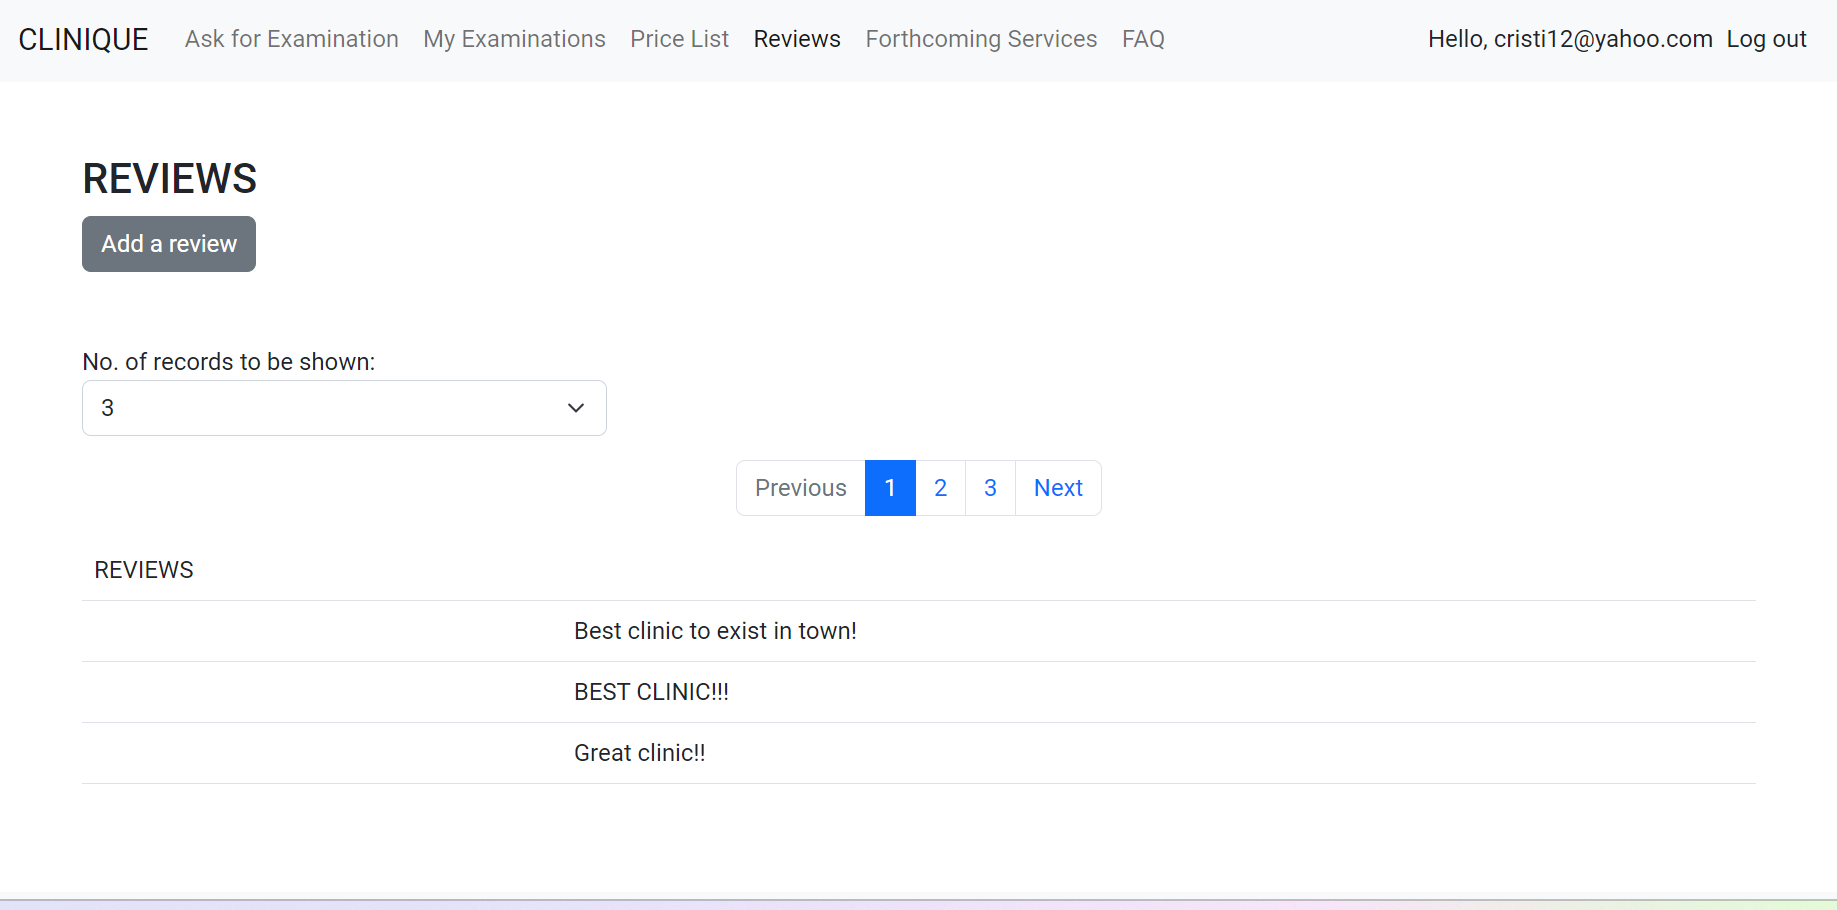 CLINIQUE Ask for Examination My Examinations Price List Reviews Forthcoming Services FAQ Hello, cristi12@yahoo.com Log out
REVIEWS
Add a review
No. of records to be shown:
3
Previous 1 2 3 Next
REVIEWS
Best clinic to exist in town!
BEST CLINIC!!!
Great clinic!!